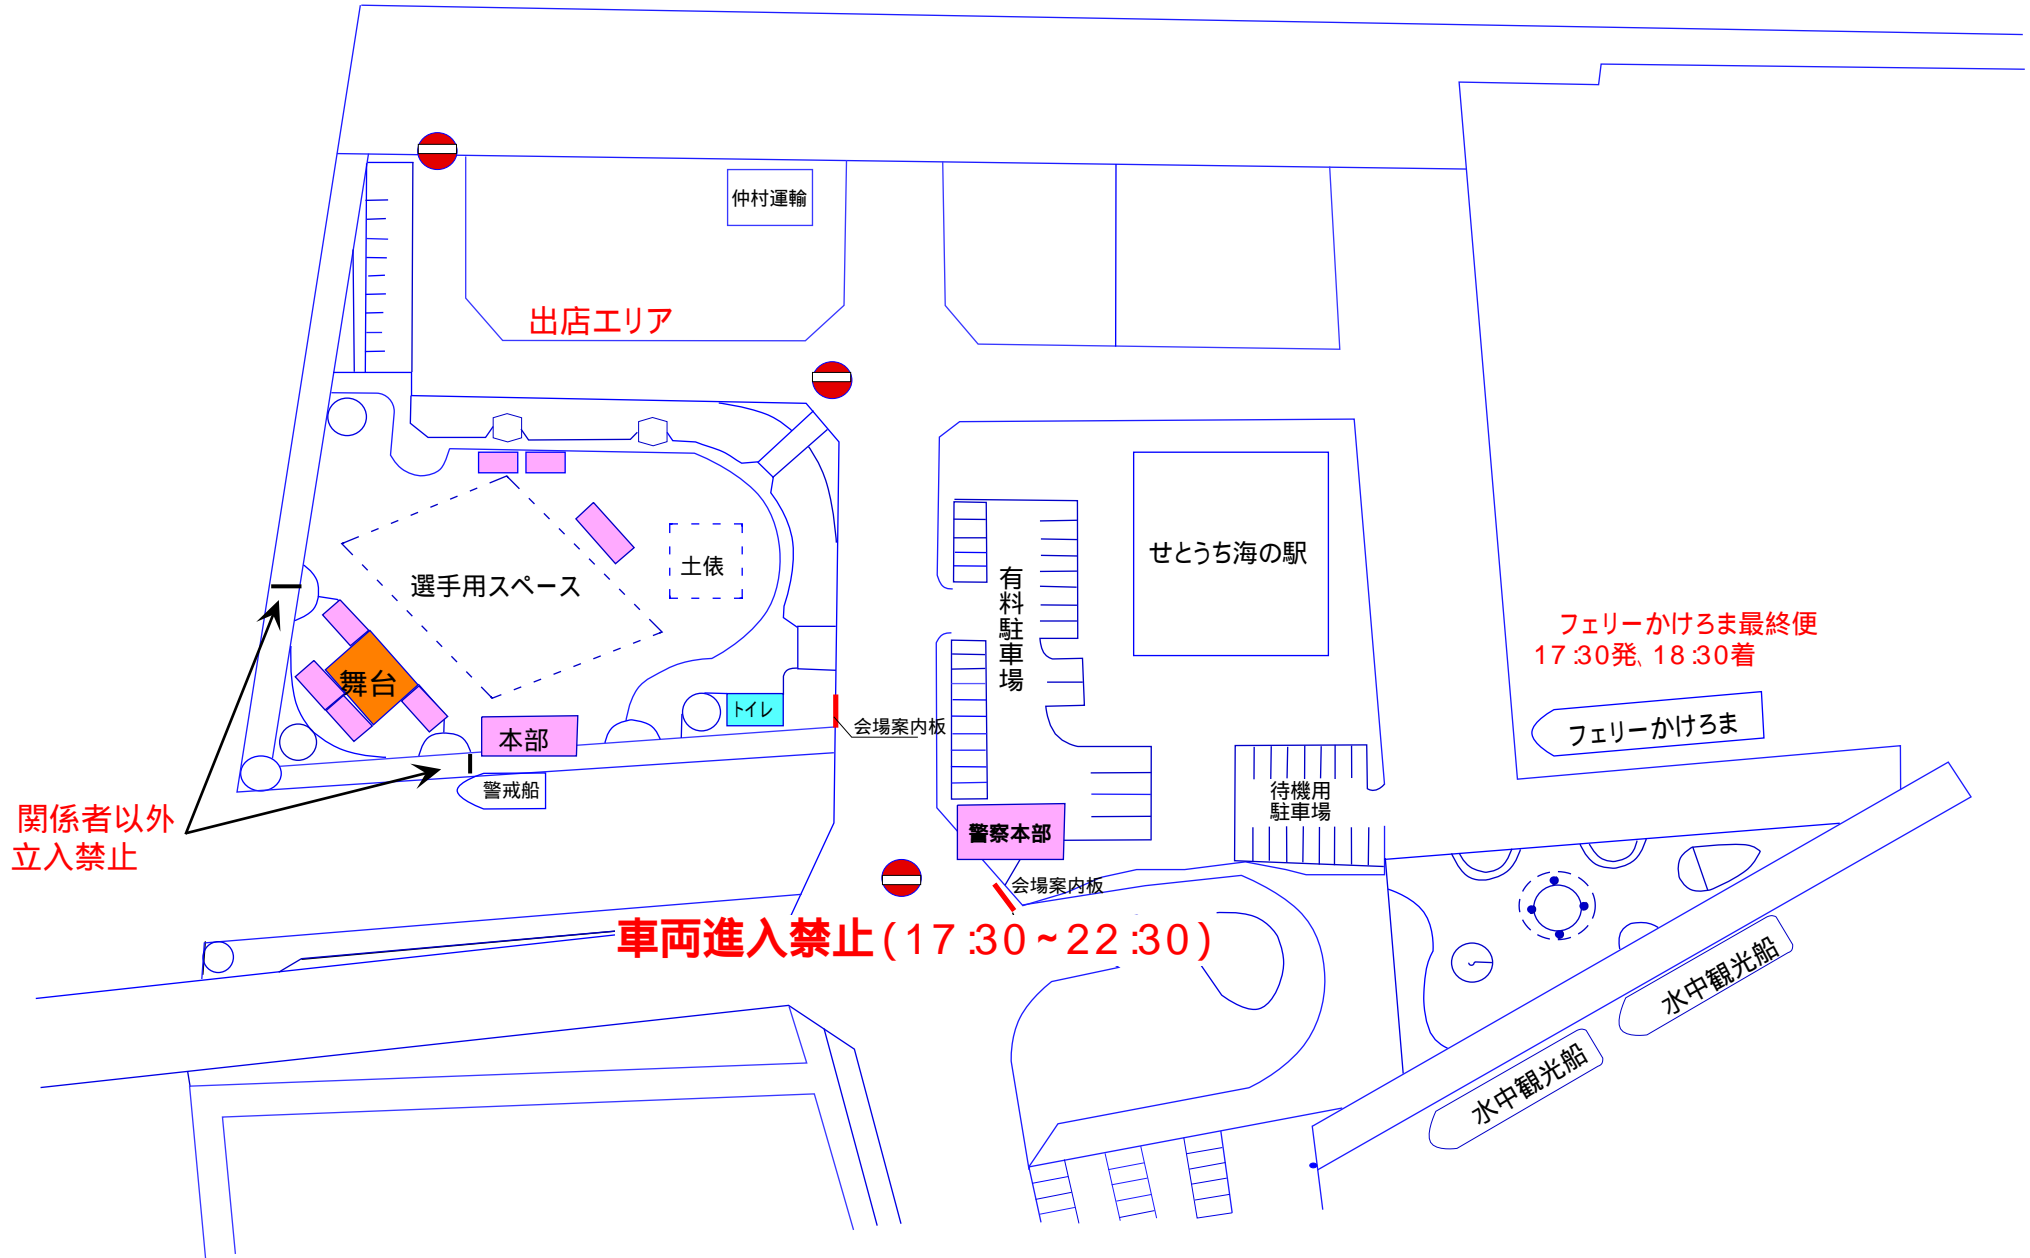 仲村運輸
出店エリア
せとうち海の駅
土俵
選手用スペース
有料駐車場
フェリーかけろま最終便
17:30発、18:30着
舞台
トイレ
会場案内板
フェリーかけろま
本部
警戒船
待機用
駐車場
関係者以外
立入禁止
警察本部
会場案内板
車両進入禁止(17:30~22:30)
水中観光船
水中観光船